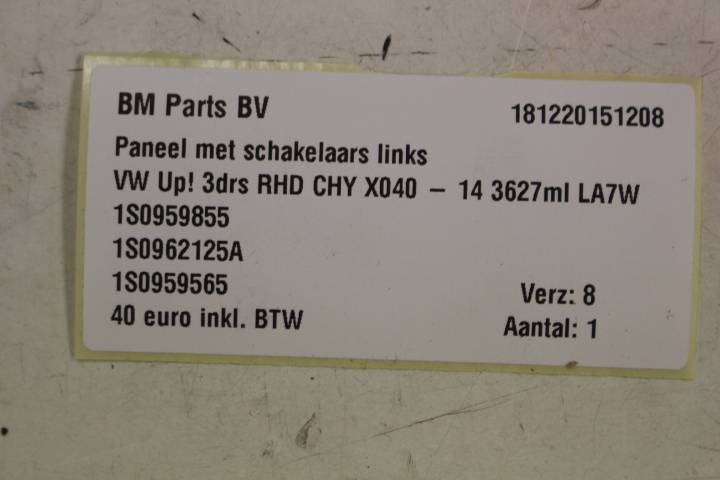 BM Parts BV 181220151208
Paneel met schakelaars links
VW Up! 3drs RHD CHY X040 – 14 3627ml LA7W
1S0959855
1S0962125A
1S0959565 Verz: 8
40 euro inkl. BTW Aantal: 1